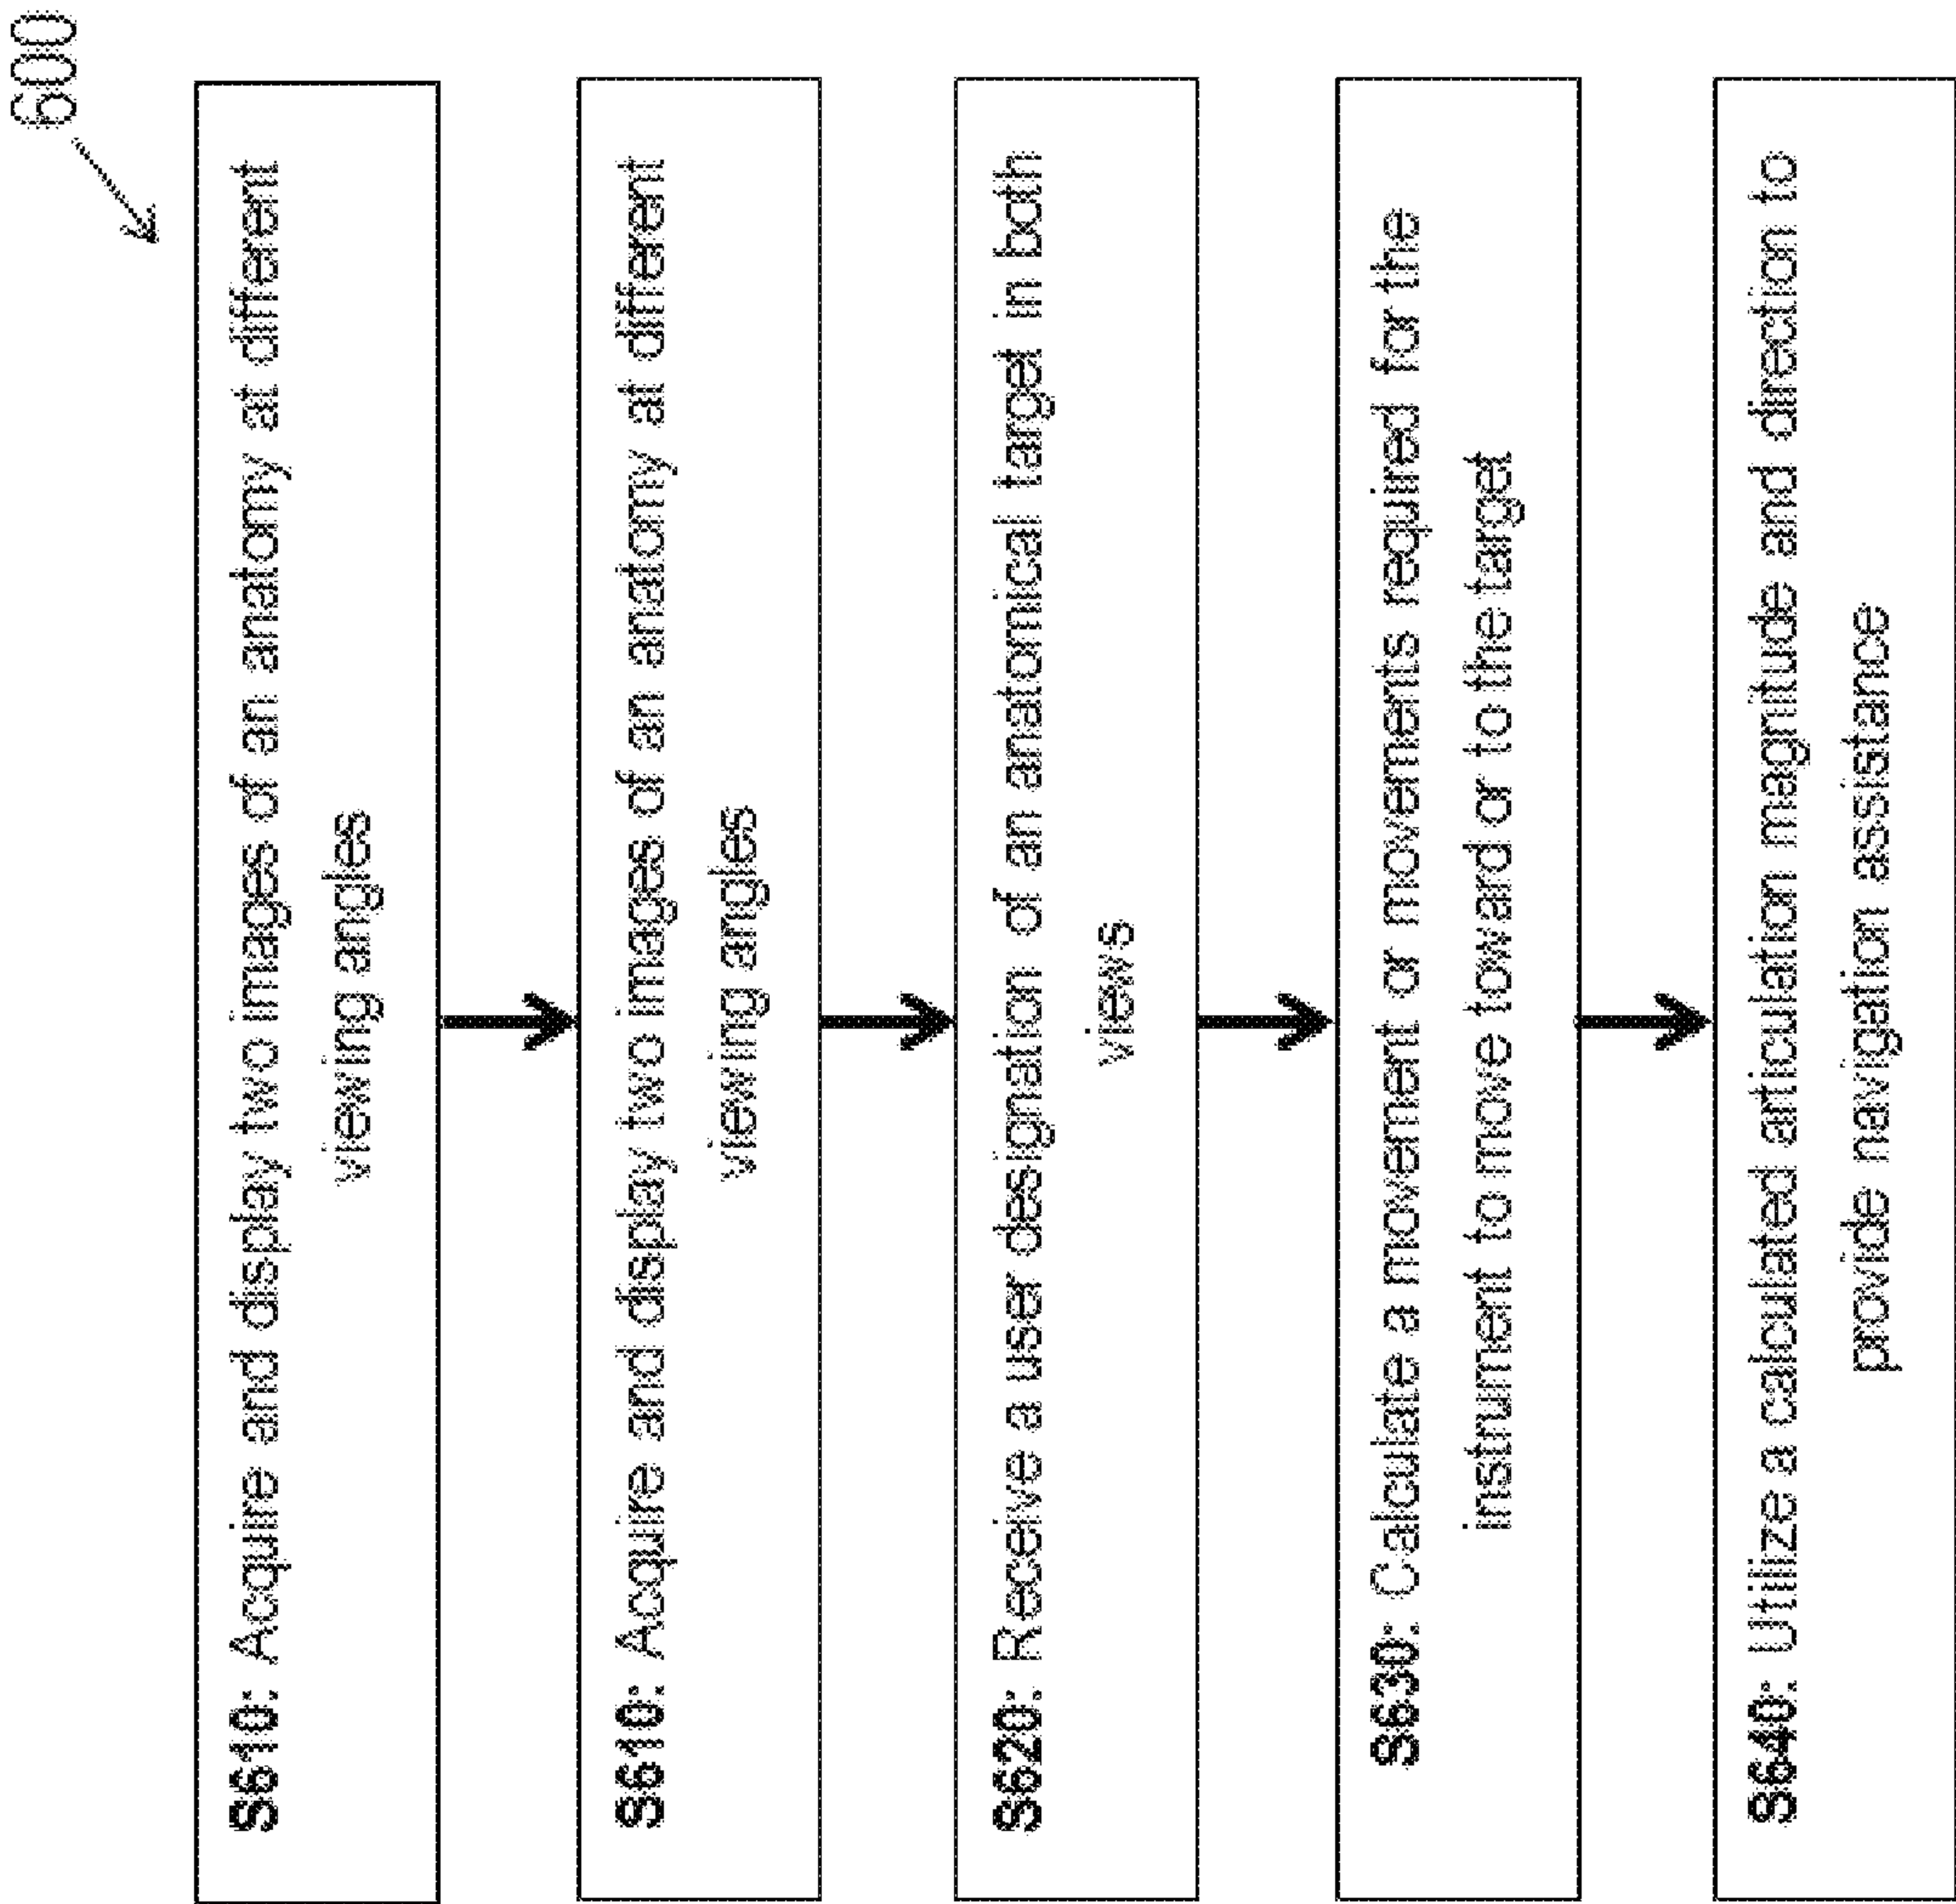 600
S610: Acquire and display two images of an anatomy at different
viewing angles
S610: Acquire and display two images of an anatomy at different
viewing angles
S620: Receive a user designation of an anatomical target in both
views
S630: Calculate a movement or movements required for the
instrument to move toward or to the target
S640: Utilize a calculated articulation magnitude and direction to
provide navigation assistance